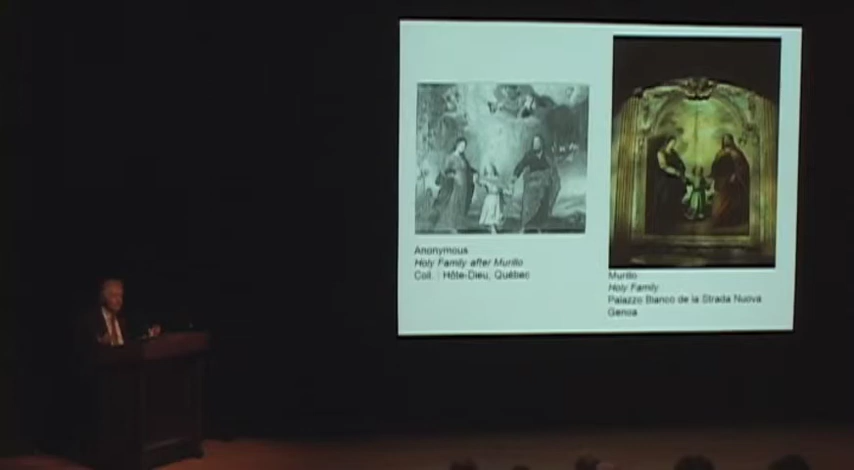 Anonymous
Holy Family after Murillo
Coll. : Hôte-Dieu, Québec
Murillo
Holy Family
Palazzo Bianco de la Strada Nuova
Genoa